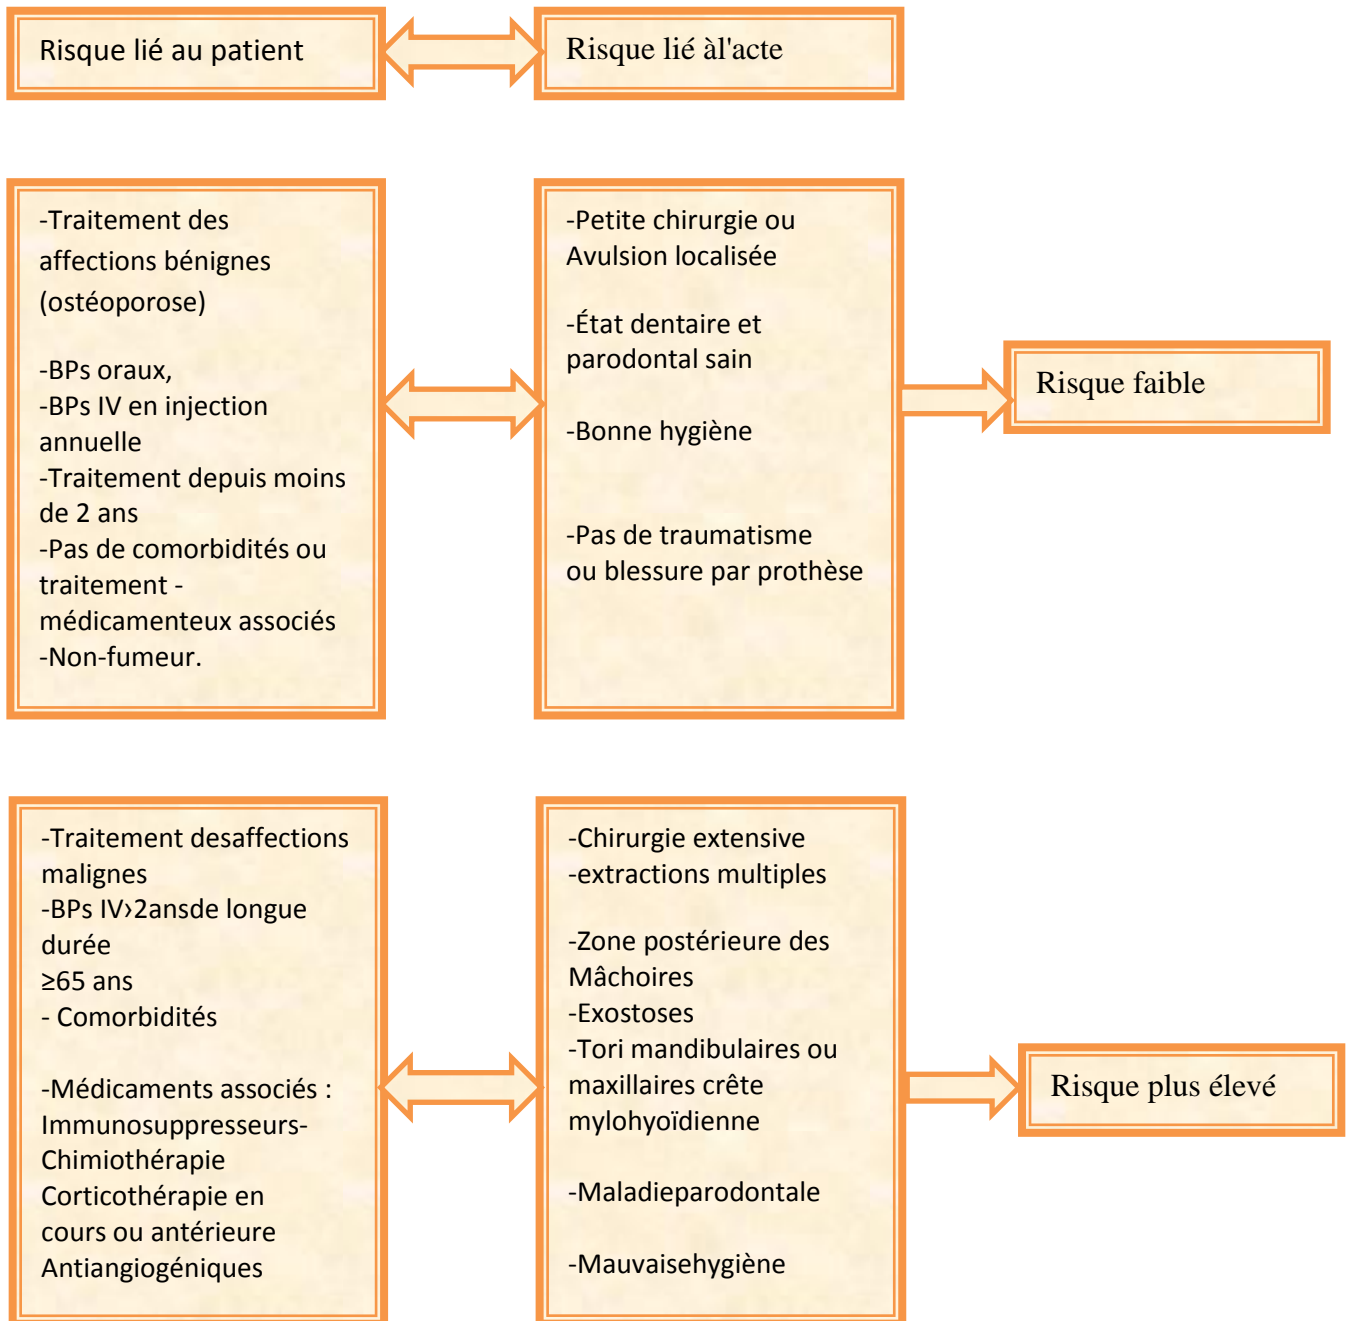 Risque lié au patient
Risque lié àl'acte
-Traitement des
affections bénignes
(ostéoporose)
-BPs oraux,
-BPs IV en injection
annuelle
-Traitement depuis moins
de 2 ans
-Pas de comorbidités ou
traitement -
médicamenteux associés
-Non-fumeur.
-Petite chirurgie ou
Avulsion localisée
-État dentaire et
parodontal sain
-Bonne hygiène
-Pas de traumatisme
ou blessure par prothèse
Risque faible
-Traitement desaffections
malignes
-BPs IV›2ansde longue
durée
≥65 ans
- Comorbidités
-Médicaments associés :
Immunosuppresseurs-
Chimiothérapie
Corticothérapie en
cours ou antérieure
Antiangiogéniques
-Chirurgie extensive
-extractions multiples
-Zone postérieure des
Mâchoires
-Exostoses
-Tori mandibulaires ou
maxillaires crête
mylohyoïdienne
-Maladieparodontale
-Mauvaisehygiène
Risque plus élevé